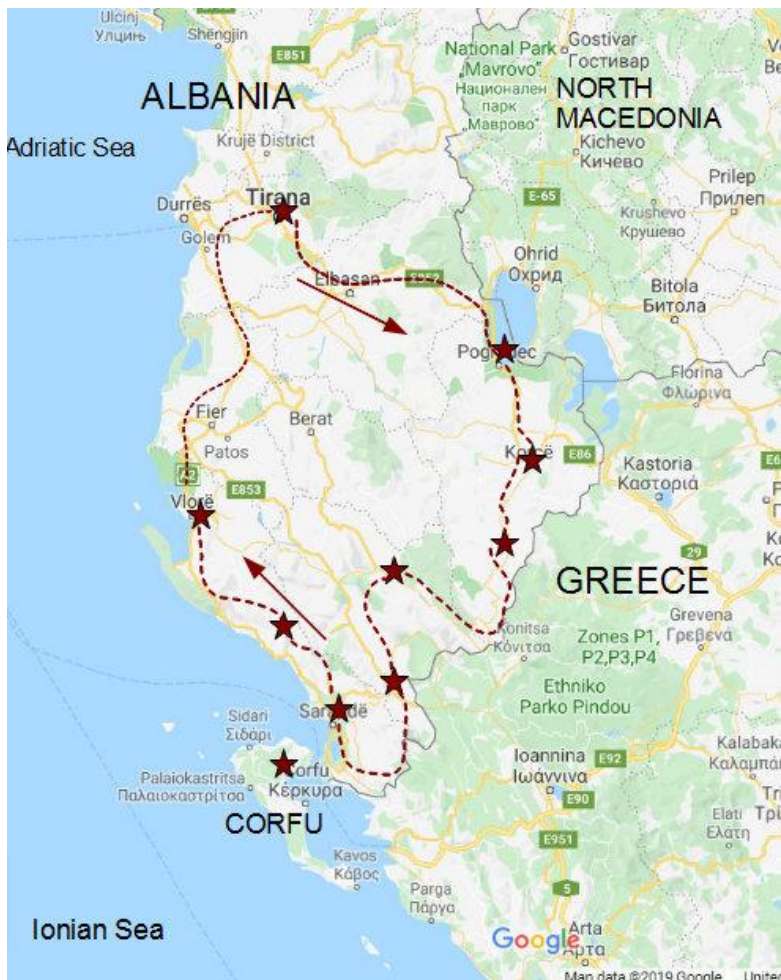 Ulcinj
Улцињ
Shëngjin
E851
National Park
„Mavrovo“
Национален
парк
„Маврово“
Gostivar
Гостивар
ALBANIA
NORTH
MACEDONIA
Adriatic Sea
Krujë District
Kichevo
Кичево
Prilep
Прилеп
E-65
Krushevo
Крушево
Tirana
Durrës
Golem
Ohrid
Охрид
Bitola
Битола
Elbasan
Florina
Φλώρινα
Fier
Berat
Patos
Korçë
E86
Kastoria
Καστοριά
A2
E853
Vlorë
29
GREECE
Grevena
Γρεβενά
Konitsa
Κόνιτσα
Zones P1,
P2,P3,P4
Ethniko
Parko Pindou
Sidari
Σιδάρι
Palaiokastritsa
Παλαιοκαστρίτσα
Corfu
Κέρκυρα
CORFU
Ioannina
Ιωάννινα
E92
E90
E951
Elati
Ελάτη
Kavos
Κάβος
Parga
Πάργα
5
Ionian Sea
Google
Arta
Άρτα
Map data ©2019 Google